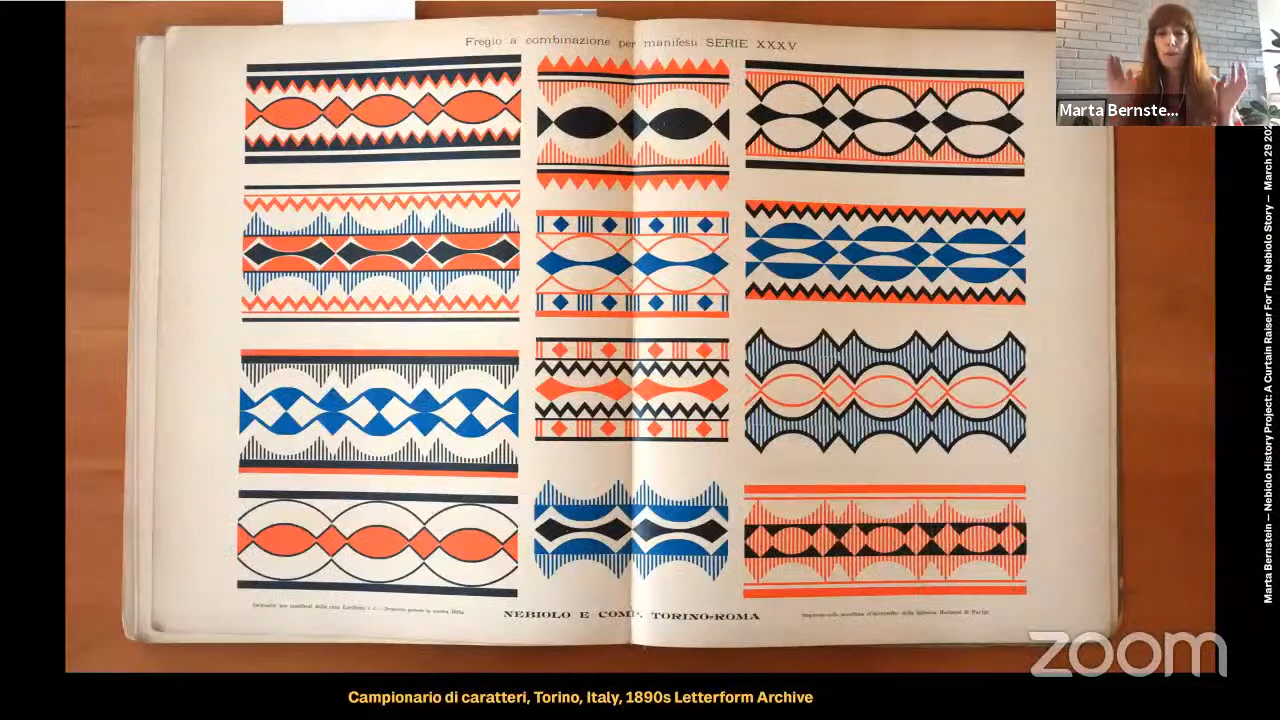 Fregio a combinazione per manifesti SERIE XXXV
Marta Bernste...
Marta Bernstein — Nebiolo History Project: A Curtain Raiser For The Nebiolo Story — March 29 202
NEBIOLO E COMP. TORINO-ROMA
zoom
Campionario di caratteri, Torino, Italy, 1890s Letterform Archive